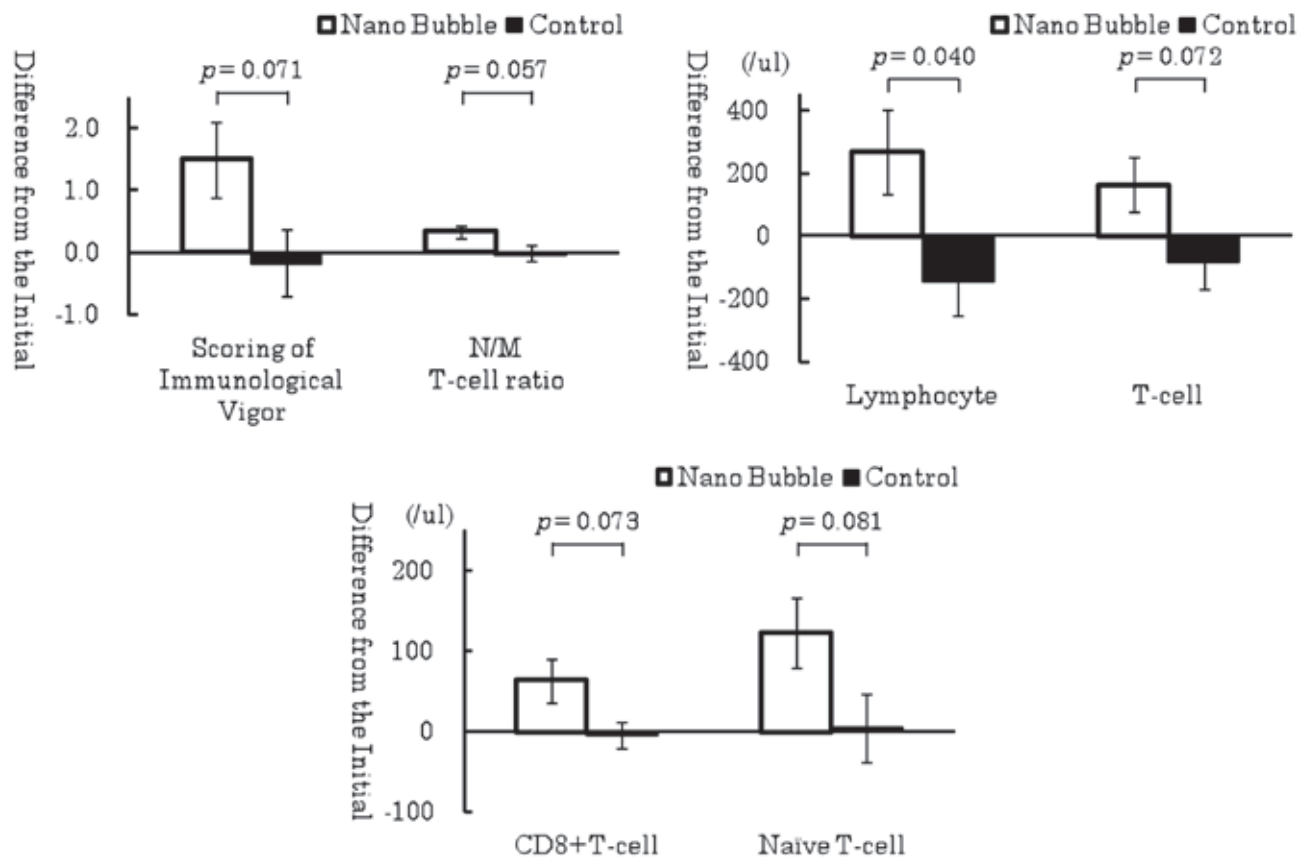 □ Nano Bubble ■ Control
Difference from the Initial
p = 0.071
p = 0.057
2.0
1.0
0.0
-1.0
Scoring of
Immunological
Vigor
N/M
T-cell ratio
□ Nano Bubble ■ Control
Difference from the Initial
(/ul)
p = 0.040
p = 0.072
400
200
0
-200
-400
Lymphocyte
T-cell
□ Nano Bubble ■ Control
Difference from the Initial
(/ul)
p = 0.073
p = 0.081
200
100
0
-100
CD8+T-cell
Naïve T-cell